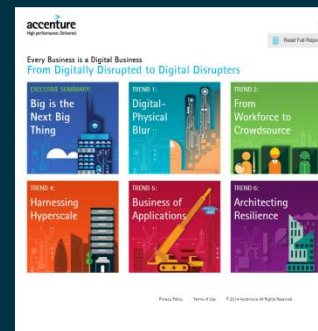 accenture
High performance. Delivered.
Read Full Repo
Every Business is a Digital Business
From Digitally Disrupted to Digital Disrupters
EXECUTIVE SUMMARY:
Big is the
Next Big
Thing
TREND 1:
Digital-
Physical
Blur
TREND 2:
From
Workforce to
Crowdsource
TREND 4:
Harnessing
Hyperscale
TREND 5:
Business of
Applications
TREND 6:
Architecting
Resilience
Privacy Policy
Terms of Use
© 2014 Accenture All Rights Reserved